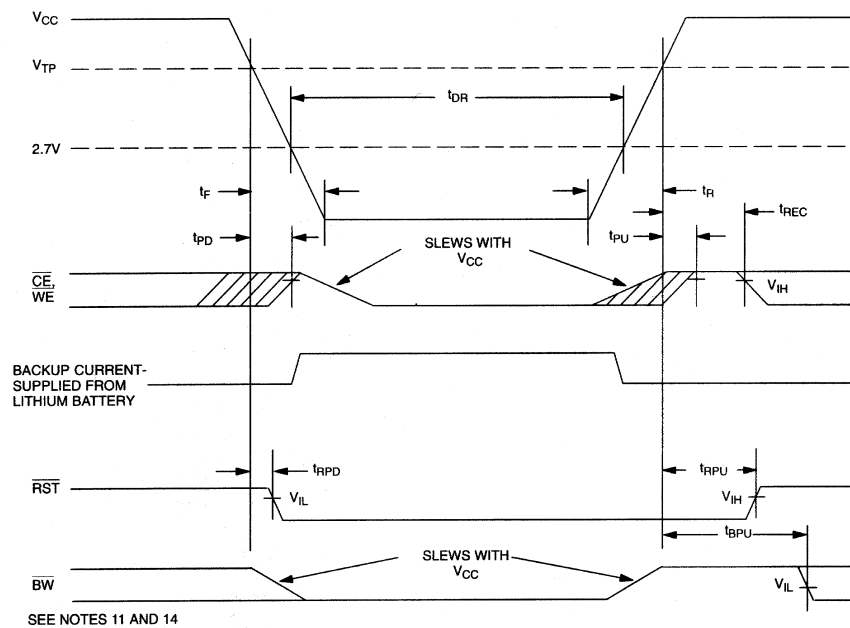 VCC
VTP
tDR
2.7V
tF
tR
tREC
tPD
tPU
SLEWS WITH
VCC
CE,
WE
VIH
BACKUP CURRENT-
SUPPLIED FROM
LITHIUM BATTERY
tRPD
tRPU
RST
VIL
VIH
tBPU
SLEWS WITH
VCC
BW
VIL
SEE NOTES 11 AND 14